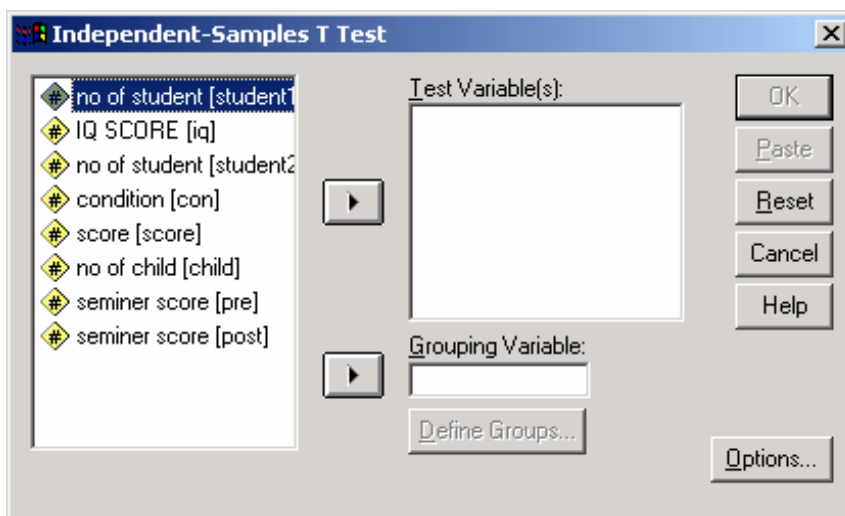 Independent-Samples T Test
no of student [student1
IQ SCORE [iq]
no of student [student2
condition [con]
score [score]
no of child [child]
seminer score [pre]
seminer score [post]
Test Variable(s):
Grouping Variable:
Define Groups...
OK
Paste
Reset
Cancel
Help
Options...